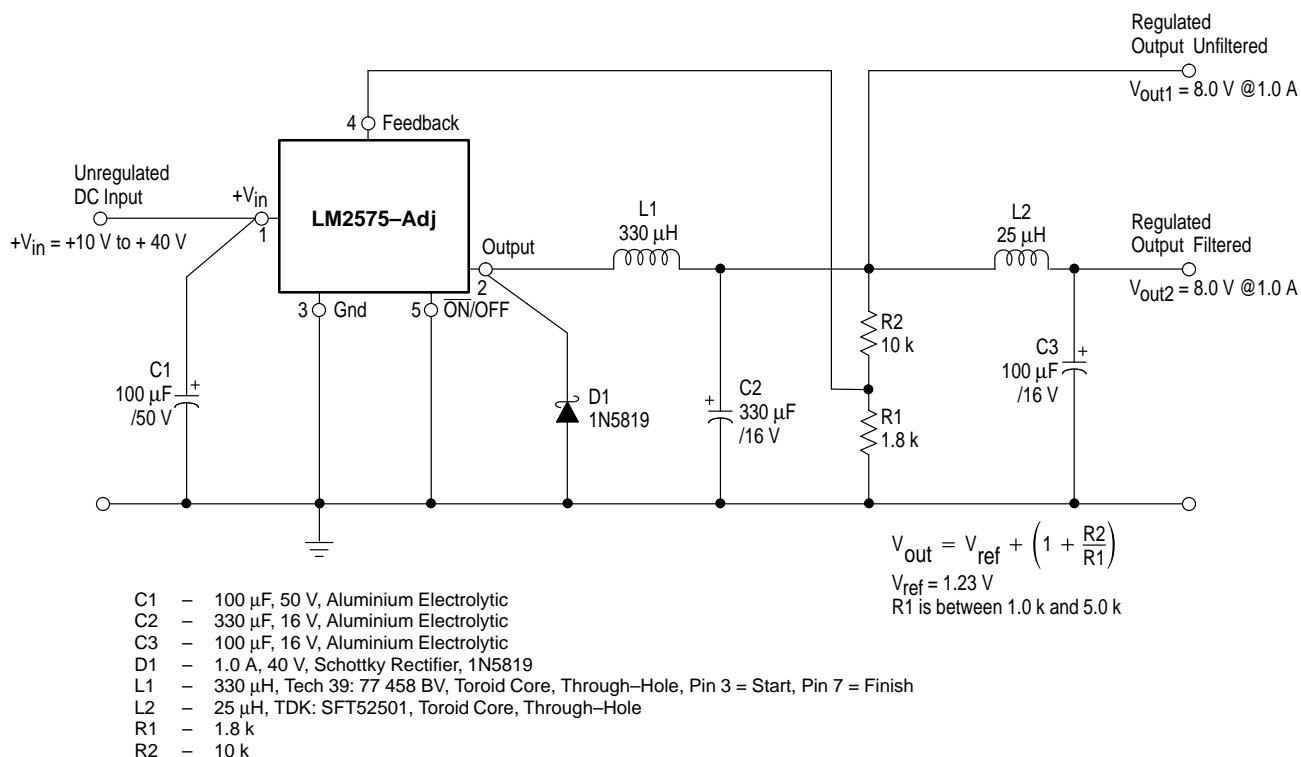 Regulated
Output Unfiltered
Vout1 = 8.0 V @1.0 A
4
Feedback
Unregulated
DC Input
+Vin = +10 V to + 40 V
+Vin
1
LM2575–Adj
Output
2
3
Gnd
5
ON/OFF
L1
330 µH
L2
25 µH
Regulated
Output Filtered
Vout2 = 8.0 V @1.0 A
C1
100 µF
/50 V
+
D1
1N5819
+
C2
330 µF
/16 V
R2
10 k
R1
1.8 k
C3
100 µF
/16 V
+
Vout = Vref + (1 + R2/R1)
Vref = 1.23 V
R1 is between 1.0 k and 5.0 k
C1 – 100 µF, 50 V, Aluminium Electrolytic
C2 – 330 µF, 16 V, Aluminium Electrolytic
C3 – 100 µF, 16 V, Aluminium Electrolytic
D1 – 1.0 A, 40 V, Schottky Rectifier, 1N5819
L1 – 330 µH, Tech 39: 77 458 BV, Toroid Core, Through–Hole, Pin 3 = Start, Pin 7 = Finish
L2 – 25 µH, TDK: SFT52501, Toroid Core, Through–Hole
R1 – 1.8 k
R2 – 10 k